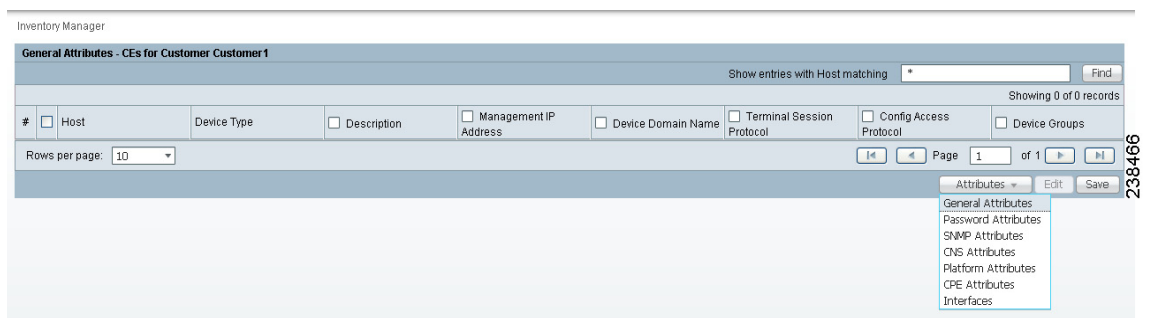 Inventory Manager
General Attributes - CEs for Customer Customer1
Show entries with Host matching * Find
Showing 0 of 0 records
# Host Device Type Description Management IP Address Device Domain Name Terminal Session Protocol Config Access Protocol Device Groups
Rows per page: 10 Page 1 of 1
Attributes Edit Save
General Attributes
Password Attributes
SNMP Attributes
CNS Attributes
Platform Attributes
CPE Attributes
Interfaces
238466